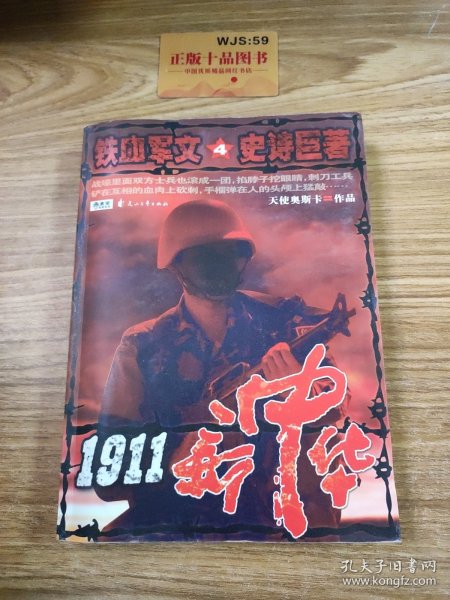 WJS:59
正版十品图书
铁血军文 4 史诗巨著
战壕里面双方士兵也滚成一团，掐脖子挖眼睛，刺刀工兵
铲在互相的血肉上砍刺，手榴弹在人的头颅上猛敲……
天使奥斯卡 作品
1911
新中华
孔夫子旧书网
www.kongfz.com